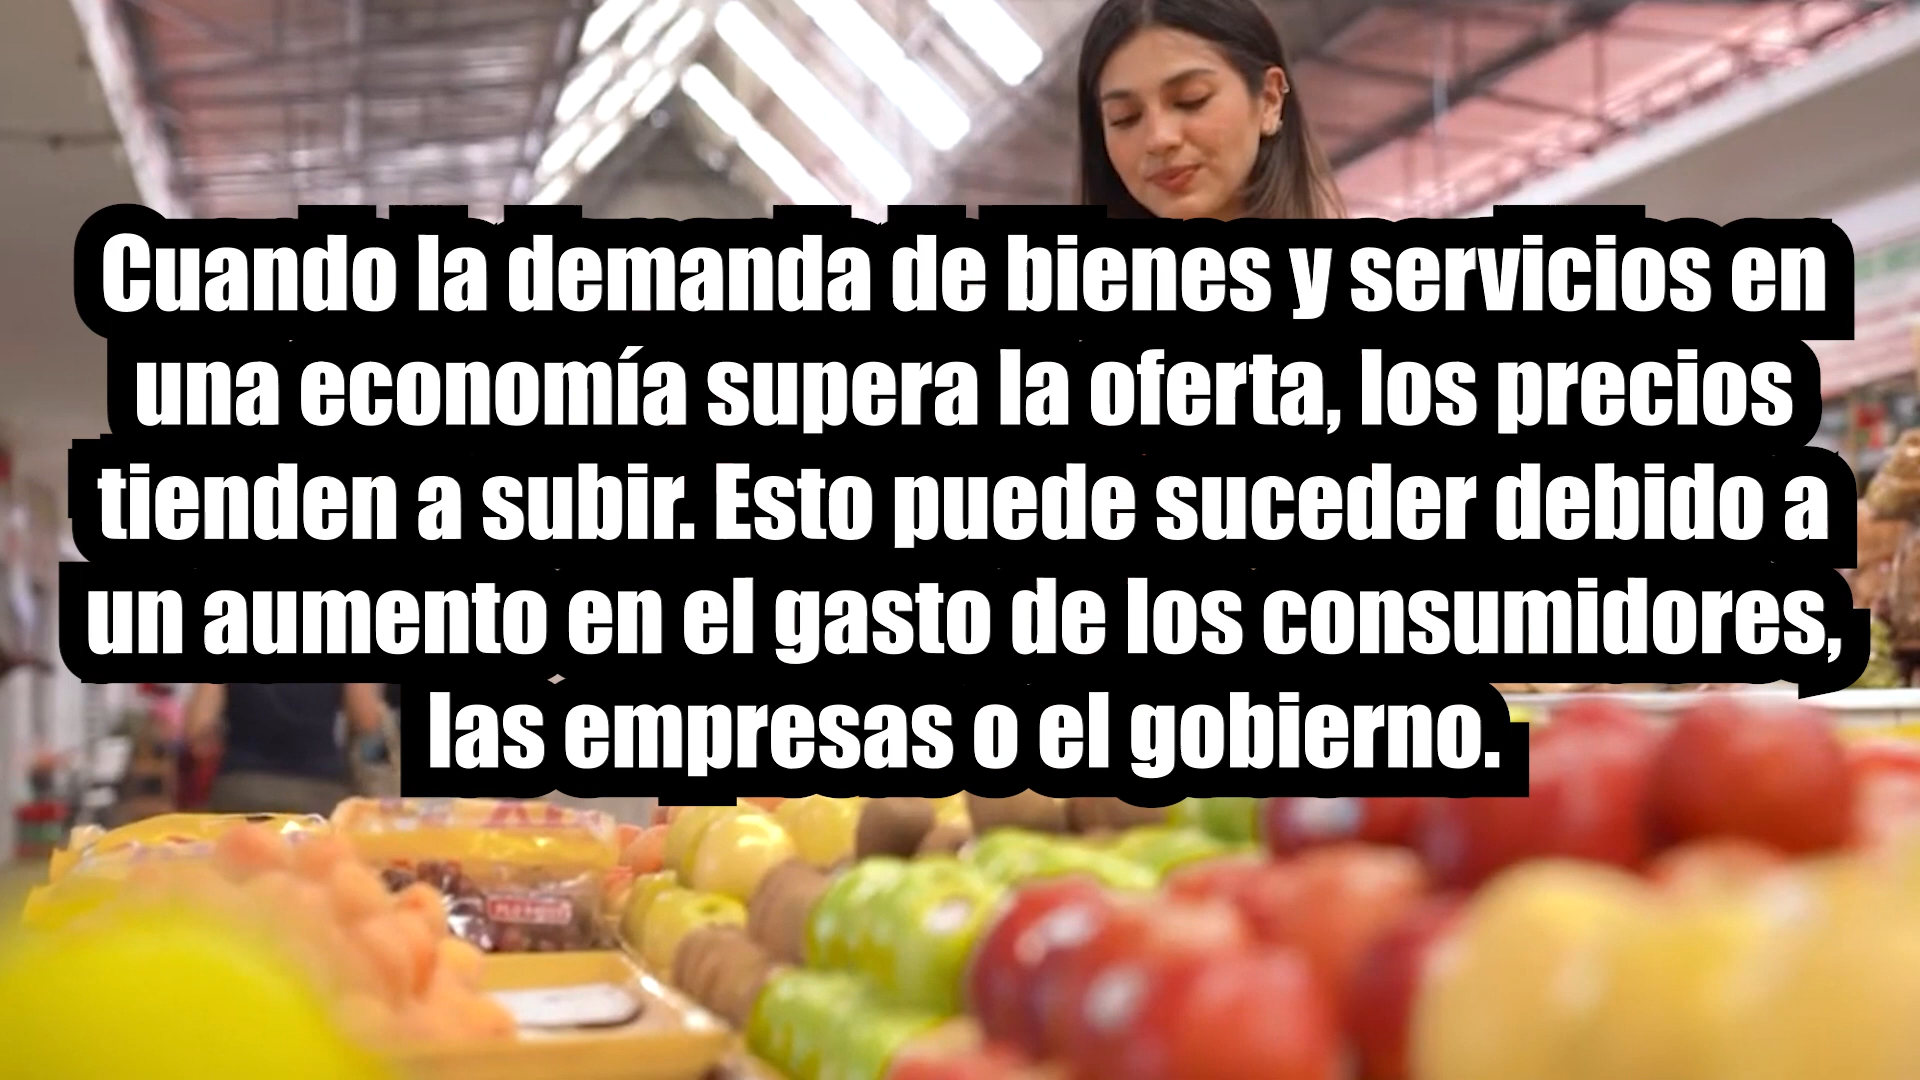 Cuando la demanda de bienes y servicios en
una economía supera la oferta, los precios
tienden a subir. Esto puede suceder debido a
un aumento en el gasto de los consumidores,
las empresas o el gobierno.